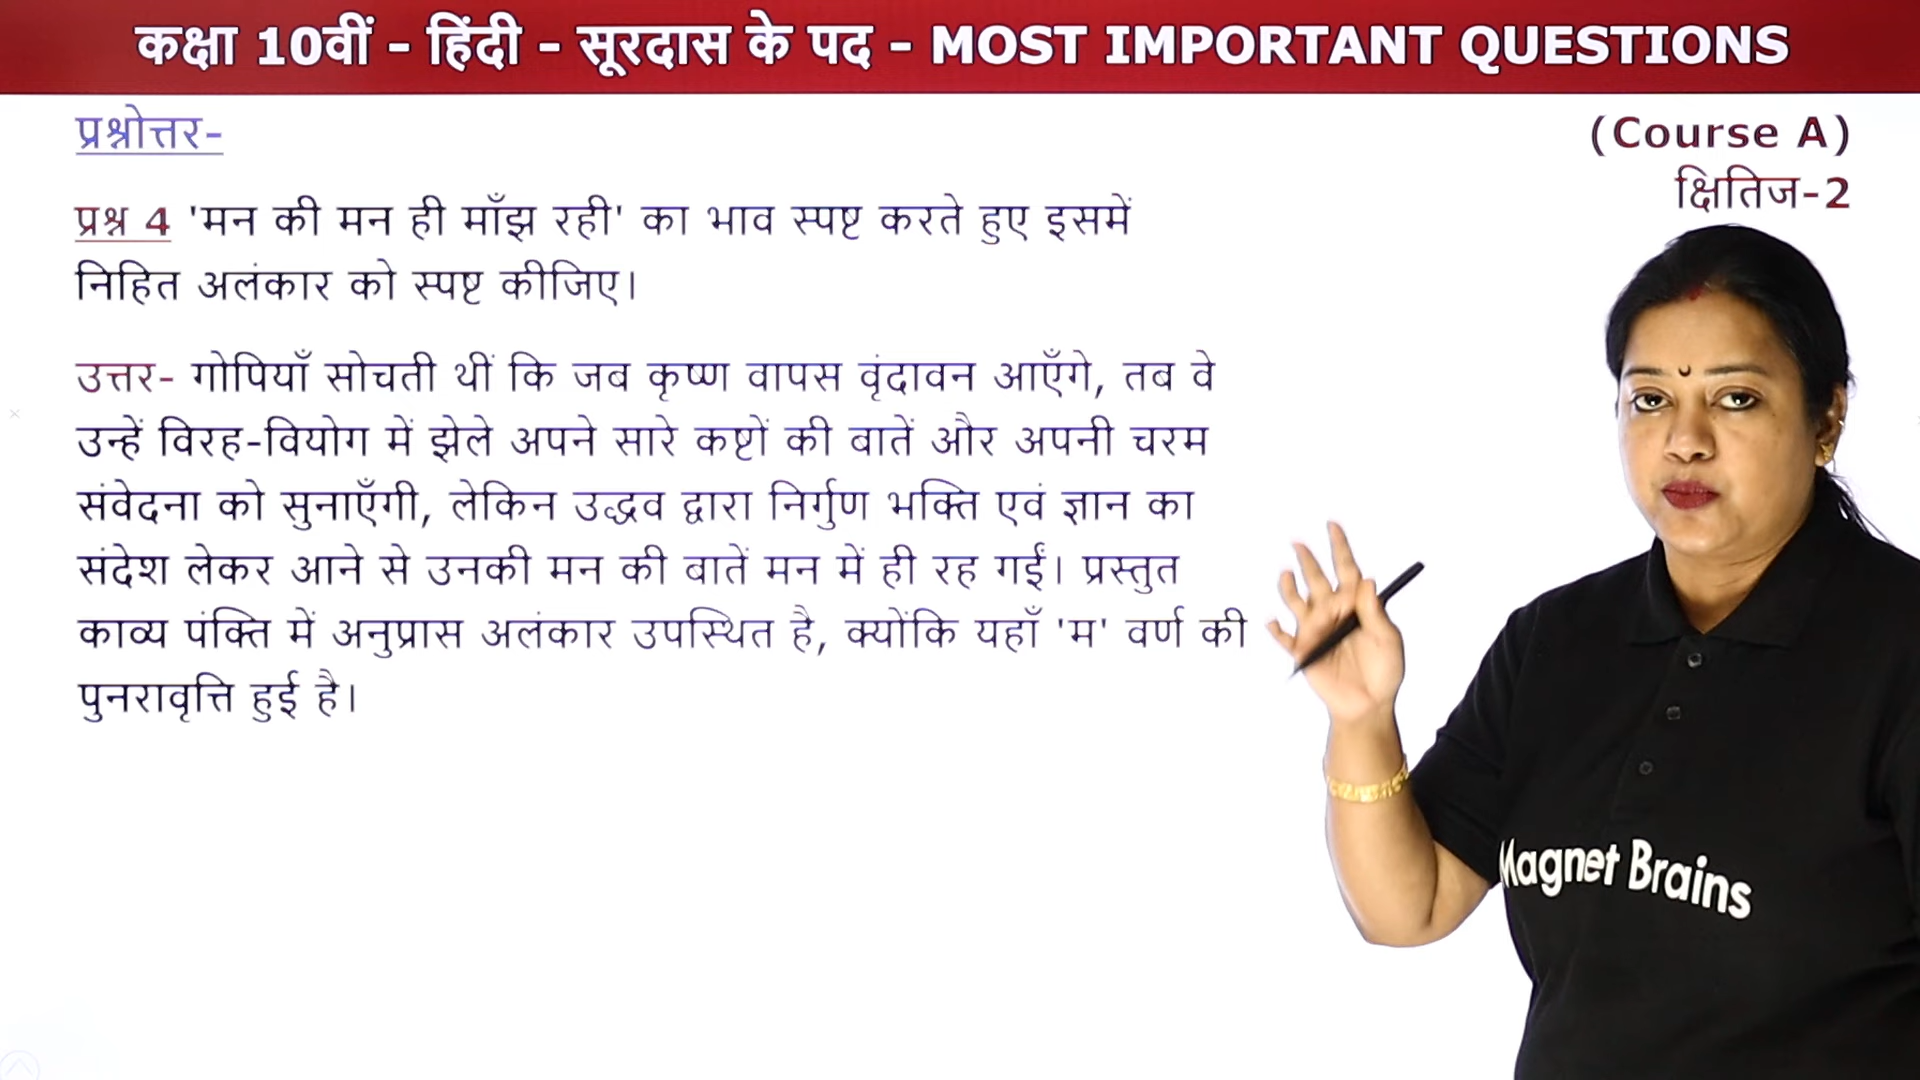 कक्षा 10वीं - हिंदी - सूरदास के पद - MOST IMPORTANT QUESTIONS
प्रश्नोत्तर-
(Course A)
क्षितिज-2
प्रश्न 4 'मन की मन ही माँझ रही' का भाव स्पष्ट करते हुए इसमें
निहित अलंकार को स्पष्ट कीजिए।
उत्तर- गोपियाँ सोचती थीं कि जब कृष्ण वापस वृंदावन आएँगे, तब वे
उन्हें विरह-वियोग में झेले अपने सारे कष्टों की बातें और अपनी चरम
संवेदना को सुनाएँगी, लेकिन उद्धव द्वारा निर्गुण भक्ति एवं ज्ञान का
संदेश लेकर आने से उनकी मन की बातें मन में ही रह गईं। प्रस्तुत
काव्य पंक्ति में अनुप्रास अलंकार उपस्थित है, क्योंकि यहाँ 'म' वर्ण की
पुनरावृत्ति हुई है।
Magnet Brains